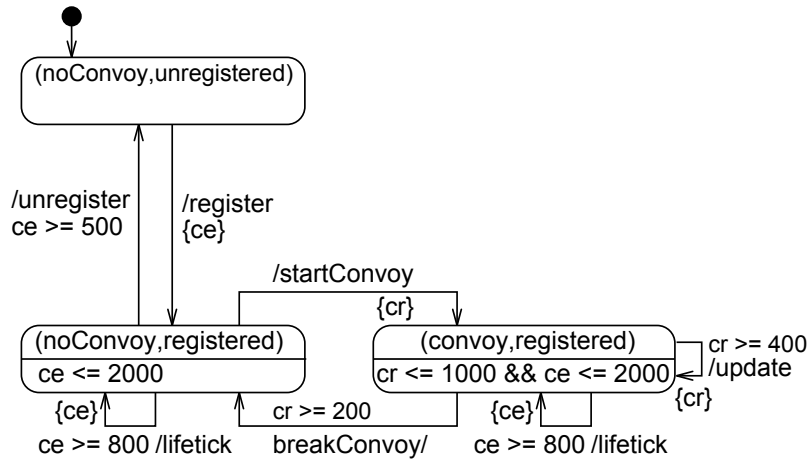 (noConvoy,unregistered)
/unregister
ce >= 500
/register
{ce}
/startConvoy
{cr}
(noConvoy,registered)
ce <= 2000
(convoy,registered)
cr <= 1000 && ce <= 2000
cr >= 400
/update
{cr}
{ce}
ce >= 800 /lifetick
cr >= 200
breakConvoy/
{ce}
ce >= 800 /lifetick